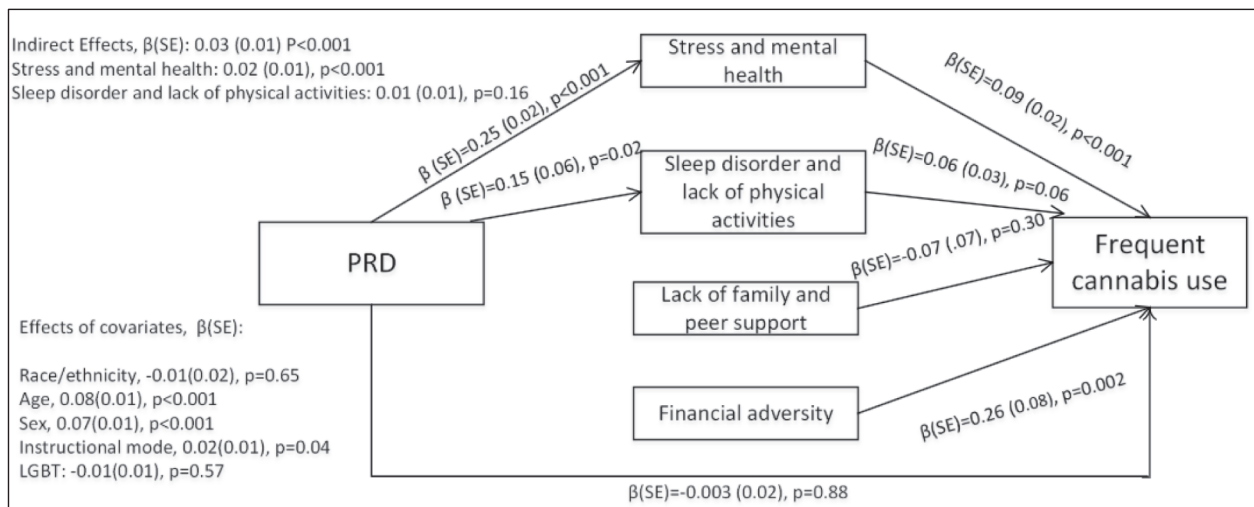 Indirect Effects, β(SE): 0.03 (0.01) P<0.001
Stress and mental health: 0.02 (0.01), p<0.001
Sleep disorder and lack of physical activities: 0.01 (0.01), p=0.16
Stress and mental
health
β (SE)=0.25 (0.02), p<0.001
β(SE)=0.09 (0.02), p<0.001
β (SE)=0.15 (0.06), p=0.02
Sleep disorder and
lack of physical
activities
β(SE)=0.06 (0.03), p=0.06
PRD
β(SE)=-0.07 (.07), p=0.30
Frequent
cannabis use
Lack of family and
peer support
Financial adversity
β(SE)=0.26 (0.08), p=0.002
Effects of covariates, β(SE):
Race/ethnicity, -0.01(0.02), p=0.65
Age, 0.08(0.01), p<0.001
Sex, 0.07(0.01), p<0.001
Instructional mode, 0.02(0.01), p=0.04
LGBT: -0.01(0.01), p=0.57
β(SE)=-0.003 (0.02), p=0.88